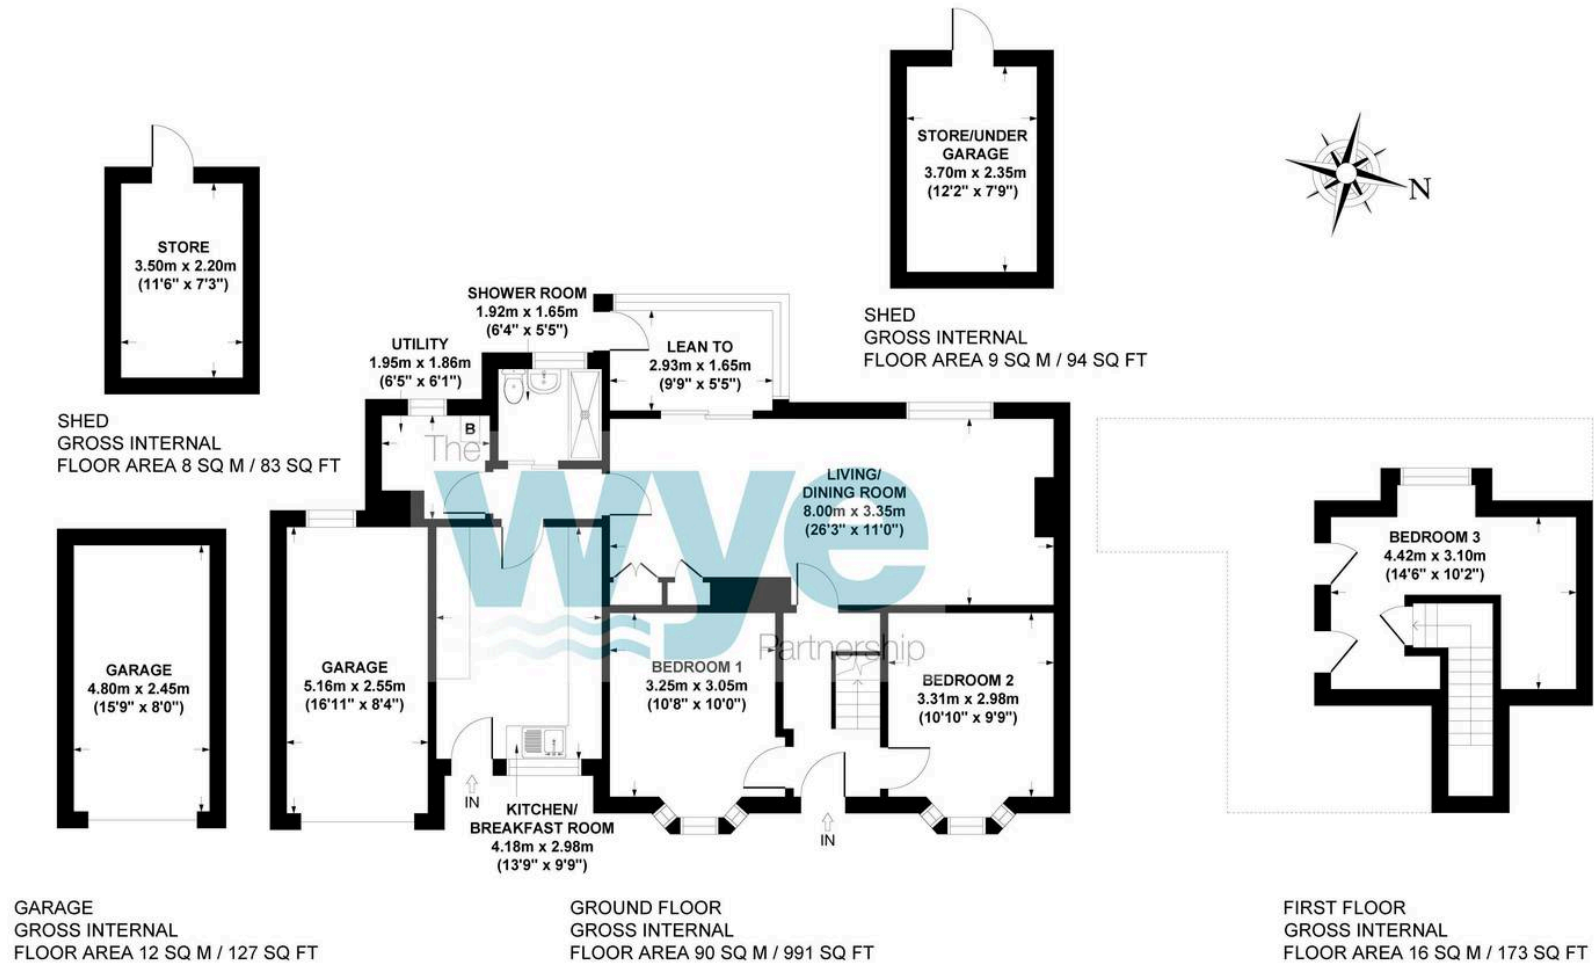 STORE/UNDER
GARAGE
3.70m x 2.35m
(12'2" x 7'9")
N
STORE
3.50m x 2.20m
(11'6" x 7'3")
SHED
GROSS INTERNAL
FLOOR AREA 9 SQ M / 94 SQ FT
SHOWER ROOM
1.92m x 1.65m
(6'4" x 5'5")
UTILITY
1.95m x 1.86m
(6'5" x 6'1")
LEAN TO
2.93m x 1.65m
(9'9" x 5'5")
SHED
GROSS INTERNAL
FLOOR AREA 8 SQ M / 83 SQ FT
B
The
wye
Partnership
LIVING/
DINING ROOM
8.00m x 3.35m
(26'3" x 11'0")
BEDROOM 3
4.42m x 3.10m
(14'6" x 10'2")
GARAGE
4.80m x 2.45m
(15'9" x 8'0")
GARAGE
5.16m x 2.55m
(16'11" x 8'4")
BEDROOM 1
3.25m x 3.05m
(10'8" x 10'0")
BEDROOM 2
3.31m x 2.98m
(10'10" x 9'9")
IN
KITCHEN/
BREAKFAST ROOM
4.18m x 2.98m
(13'9" x 9'9")
IN
GARAGE
GROSS INTERNAL
FLOOR AREA 12 SQ M / 127 SQ FT
GROUND FLOOR
GROSS INTERNAL
FLOOR AREA 90 SQ M / 991 SQ FT
FIRST FLOOR
GROSS INTERNAL
FLOOR AREA 16 SQ M / 173 SQ FT